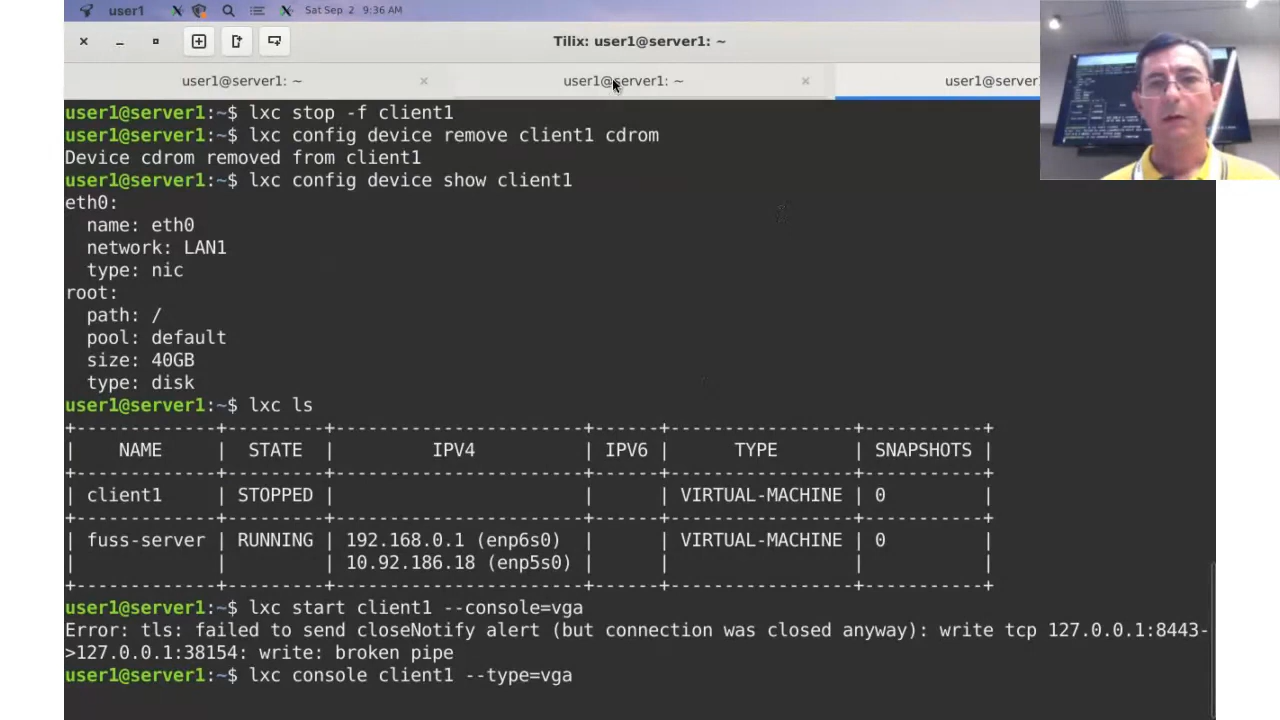 user1 Sat Sep 2 9:36 AM
Tilix: user1@server1: ~
user1@server1: ~ × user1@server1: ~ × user1@server1:
user1@server1:~$ lxc stop -f client1
user1@server1:~$ lxc config device remove client1 cdrom
Device cdrom removed from client1
user1@server1:~$ lxc config device show client1
eth0:
  name: eth0
  network: LAN1
  type: nic
root:
  path: /
  pool: default
  size: 40GB
  type: disk
user1@server1:~$ lxc ls
+-------------+---------+-----------------------+------+-----------------+-----------+
| NAME | STATE | IPV4 | IPV6 | TYPE | SNAPSHOTS |
+-------------+---------+-----------------------+------+-----------------+-----------+
| client1 | STOPPED | | | VIRTUAL-MACHINE | 0 |
+-------------+---------+-----------------------+------+-----------------+-----------+
| fuss-server | RUNNING | 192.168.0.1 (enp6s0) | | VIRTUAL-MACHINE | 0 |
| | | 10.92.186.18 (enp5s0) | | | |
+-------------+---------+-----------------------+------+-----------------+-----------+
user1@server1:~$ lxc start client1 --console=vga
Error: tls: failed to send closeNotify alert (but connection was closed anyway): write tcp 127.0.0.1:8443-
>127.0.0.1:38154: write: broken pipe
user1@server1:~$ lxc console client1 --type=vga